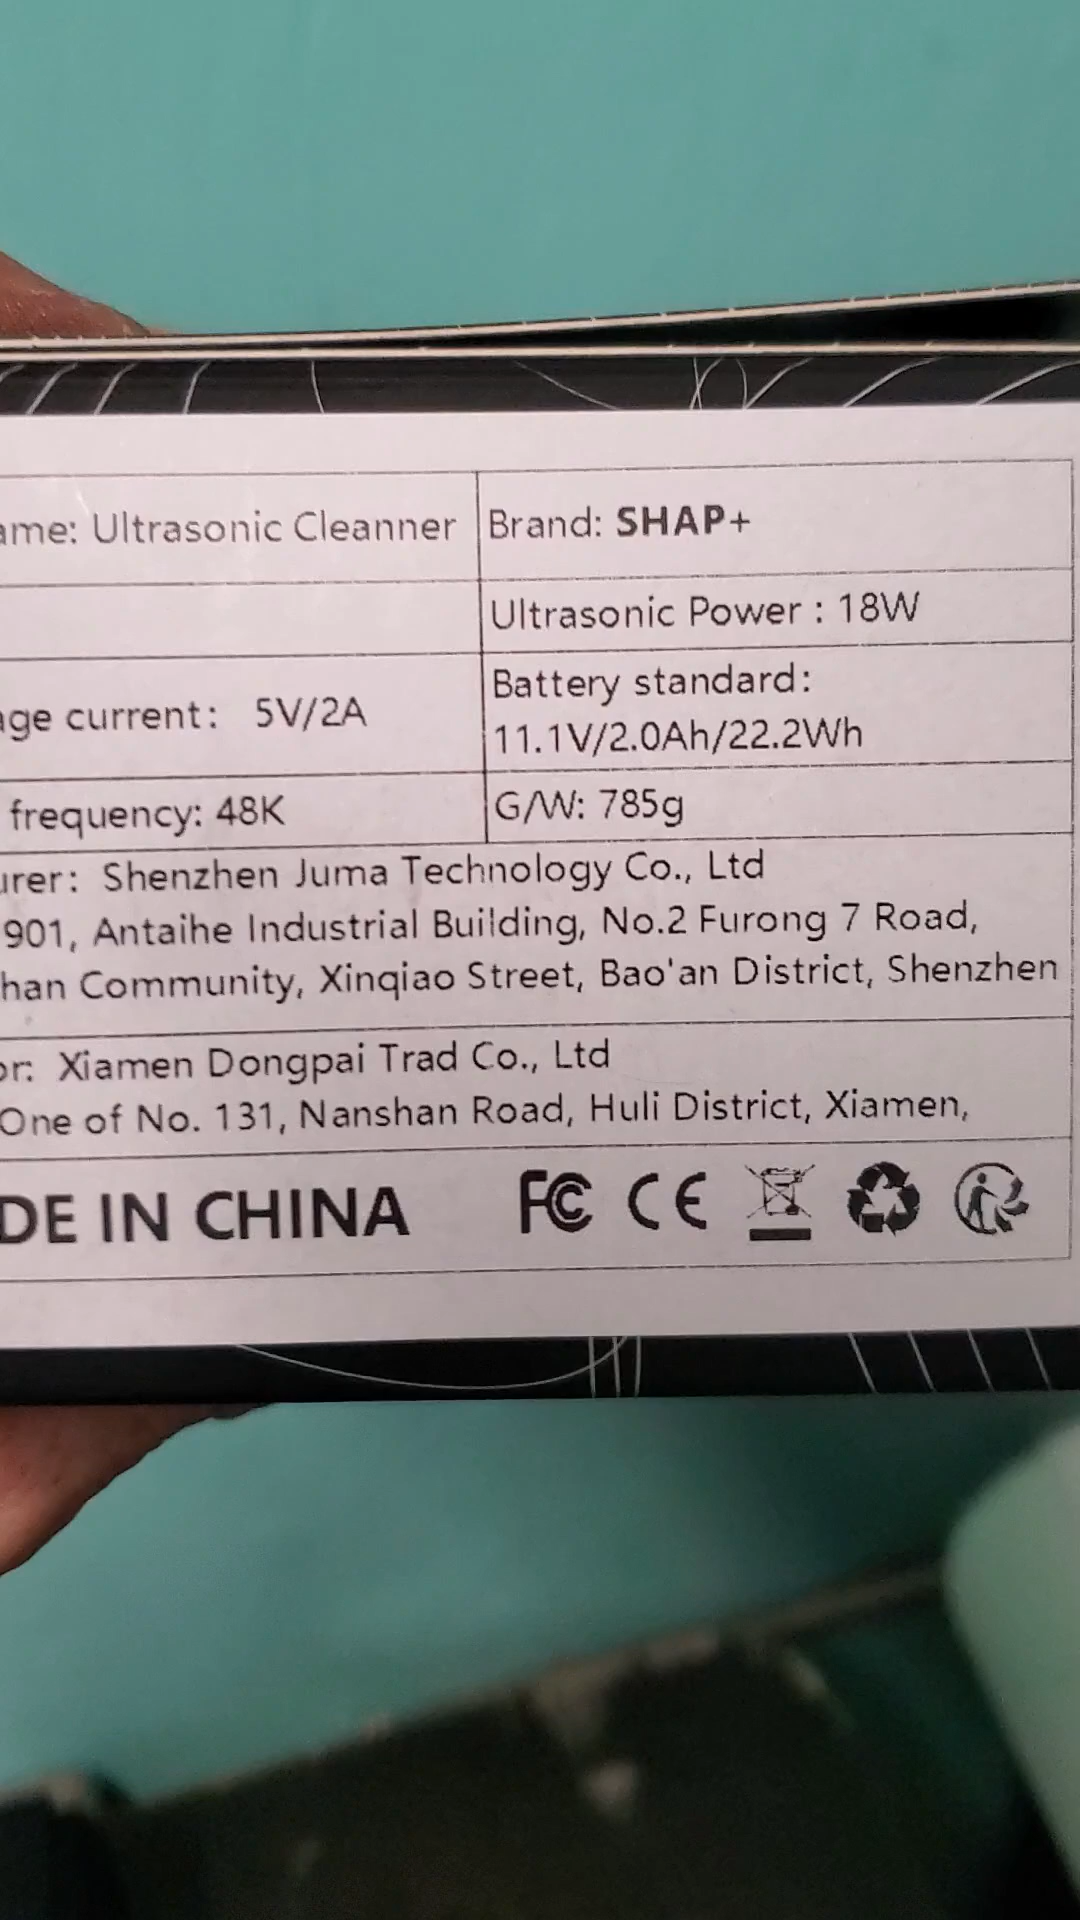 ame: Ultrasonic Cleanner
Brand: SHAP+
Ultrasonic Power : 18W
age current: 5V/2A
Battery standard:
11.1V/2.0Ah/22.2Wh
frequency: 48K
G/W: 785g
urer: Shenzhen Juma Technology Co., Ltd
901, Antaihe Industrial Building, No.2 Furong 7 Road,
han Community, Xinqiao Street, Bao'an District, Shenzhen
or: Xiamen Dongpai Trad Co., Ltd
One of No. 131, Nanshan Road, Huli District, Xiamen,
DE IN CHINA
FC CE